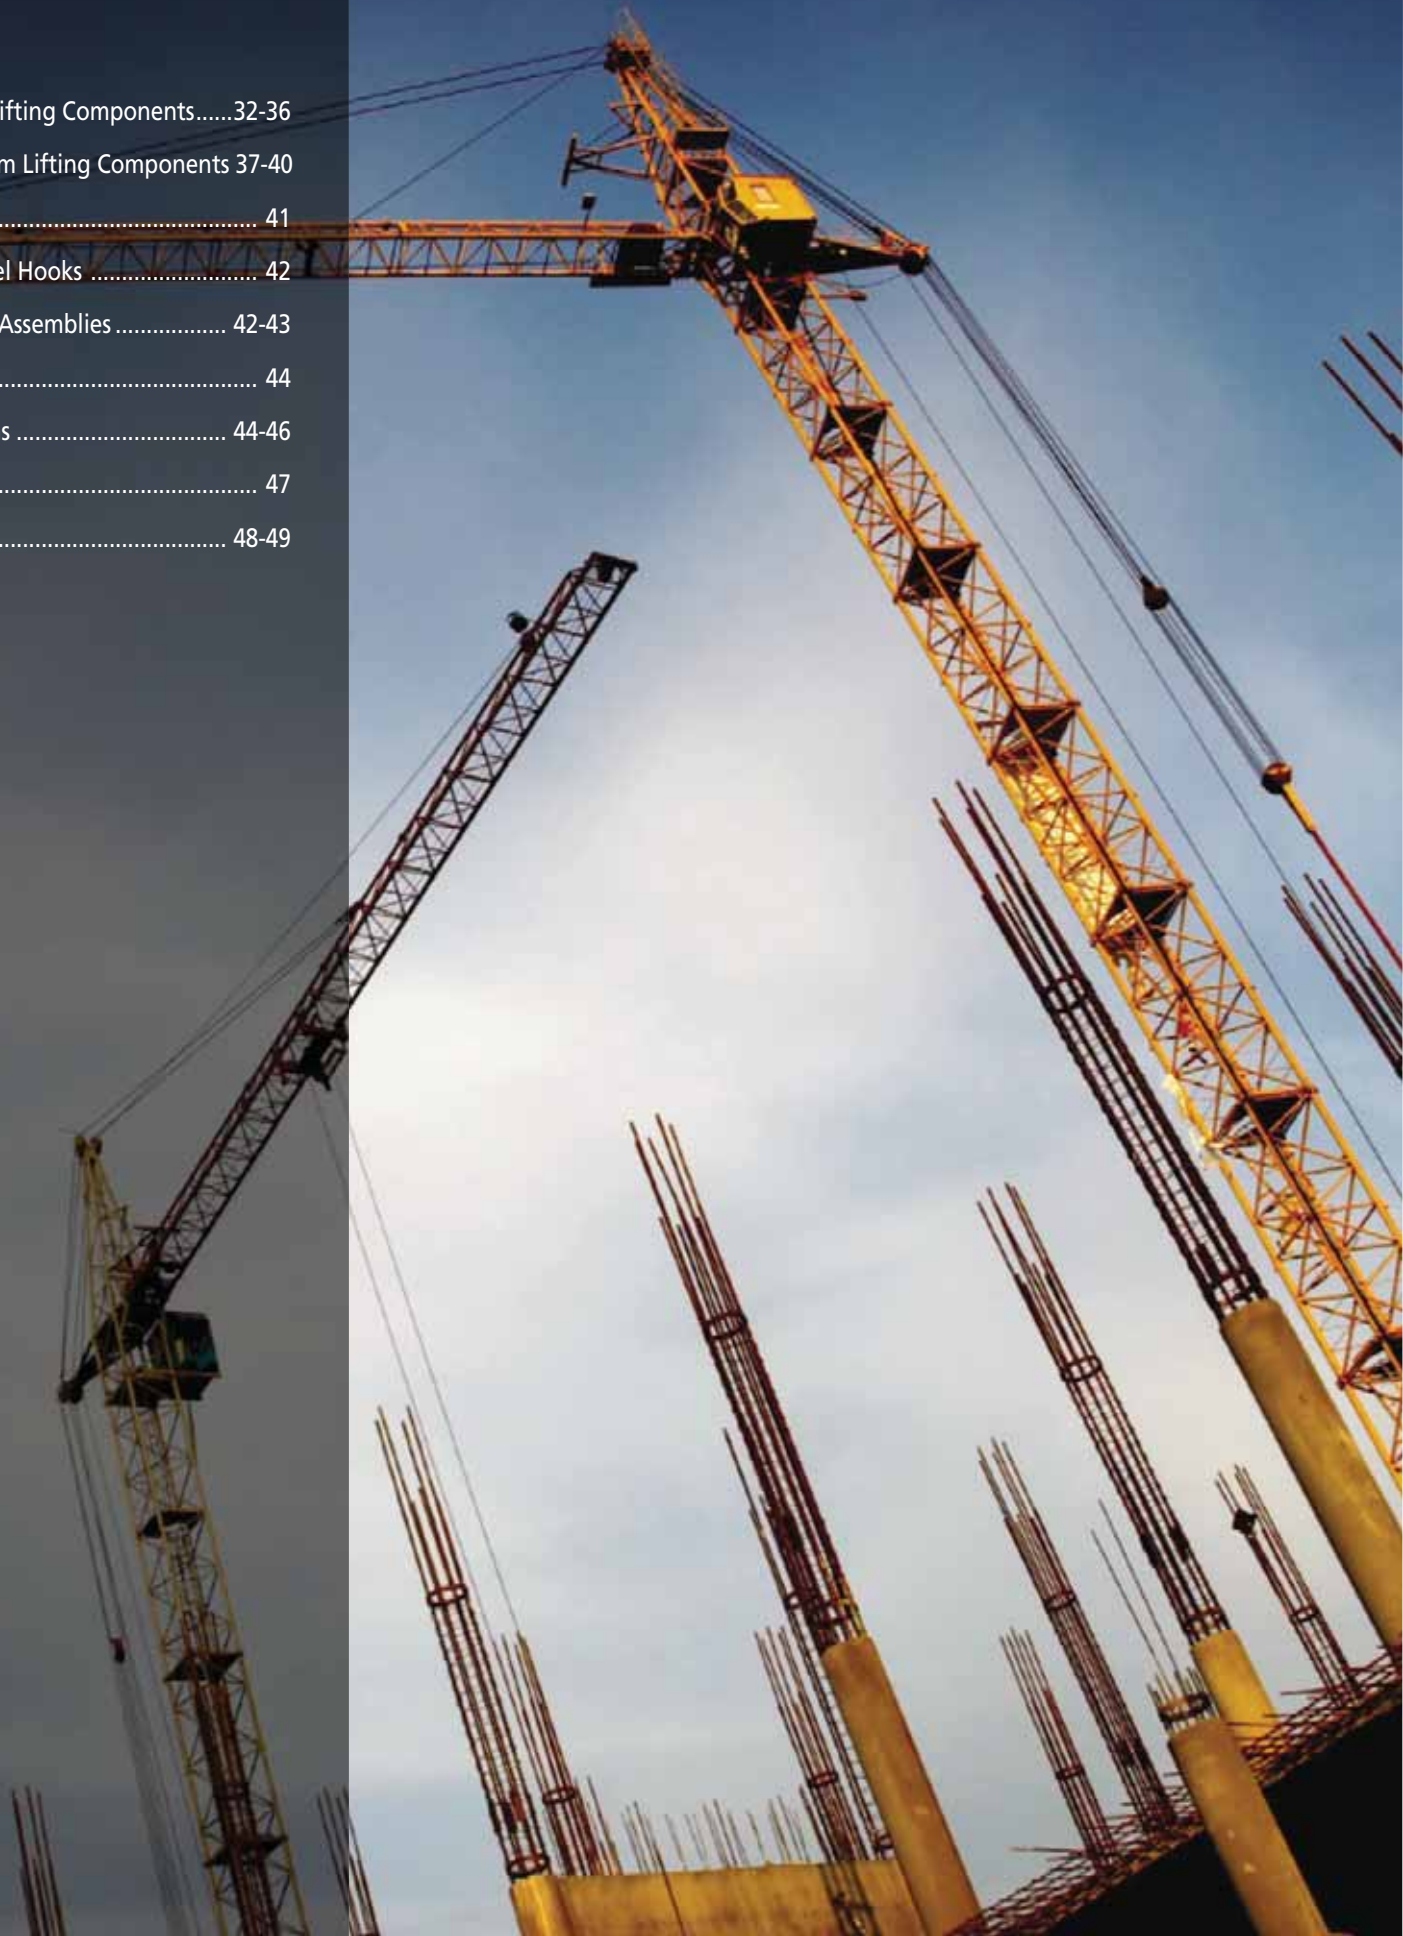 ifting Components......32-36
m Lifting Components 37-40
......................................... 41
el Hooks .......................... 42
Assemblies ................. 42-43
......................................... 44
s ................................. 44-46
......................................... 47
.................................... 48-49